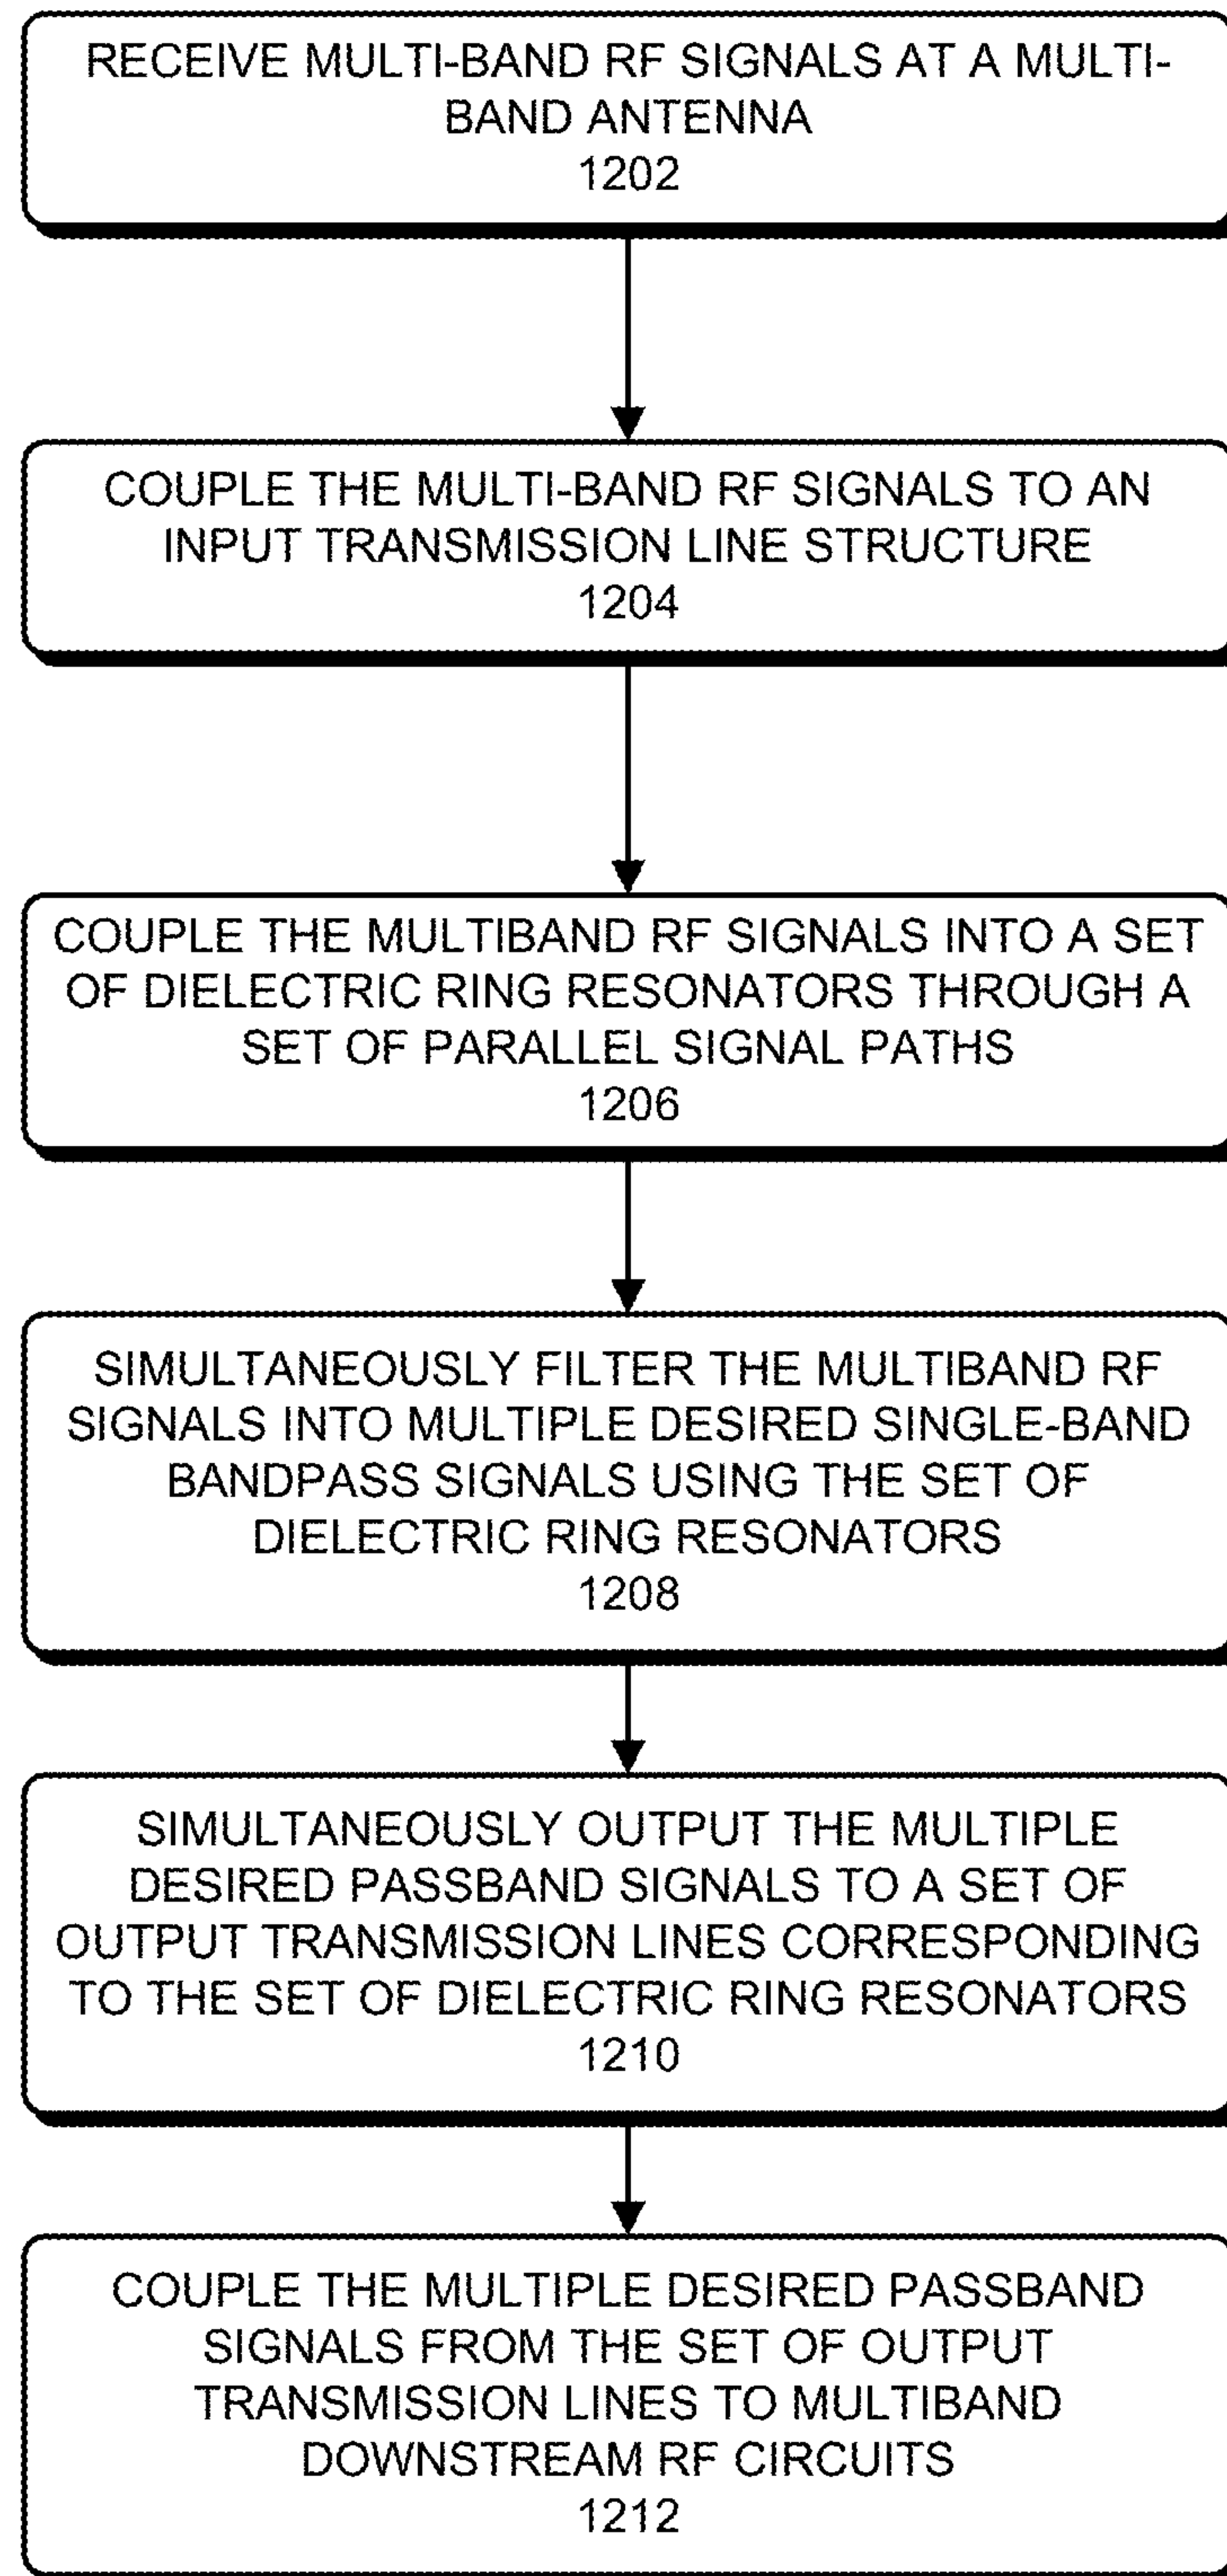 RECEIVE MULTI-BAND RF SIGNALS AT A MULTI-
BAND ANTENNA
1202
COUPLE THE MULTI-BAND RF SIGNALS TO AN
INPUT TRANSMISSION LINE STRUCTURE
1204
COUPLE THE MULTIBAND RF SIGNALS INTO A SET
OF DIELECTRIC RING RESONATORS THROUGH A
SET OF PARALLEL SIGNAL PATHS
1206
SIMULTANEOUSLY FILTER THE MULTIBAND RF
SIGNALS INTO MULTIPLE DESIRED SINGLE-BAND
BANDPASS SIGNALS USING THE SET OF
DIELECTRIC RING RESONATORS
1208
SIMULTANEOUSLY OUTPUT THE MULTIPLE
DESIRED PASSBAND SIGNALS TO A SET OF
OUTPUT TRANSMISSION LINES CORRESPONDING
TO THE SET OF DIELECTRIC RING RESONATORS
1210
COUPLE THE MULTIPLE DESIRED PASSBAND
SIGNALS FROM THE SET OF OUTPUT
TRANSMISSION LINES TO MULTIBAND
DOWNSTREAM RF CIRCUITS
1212